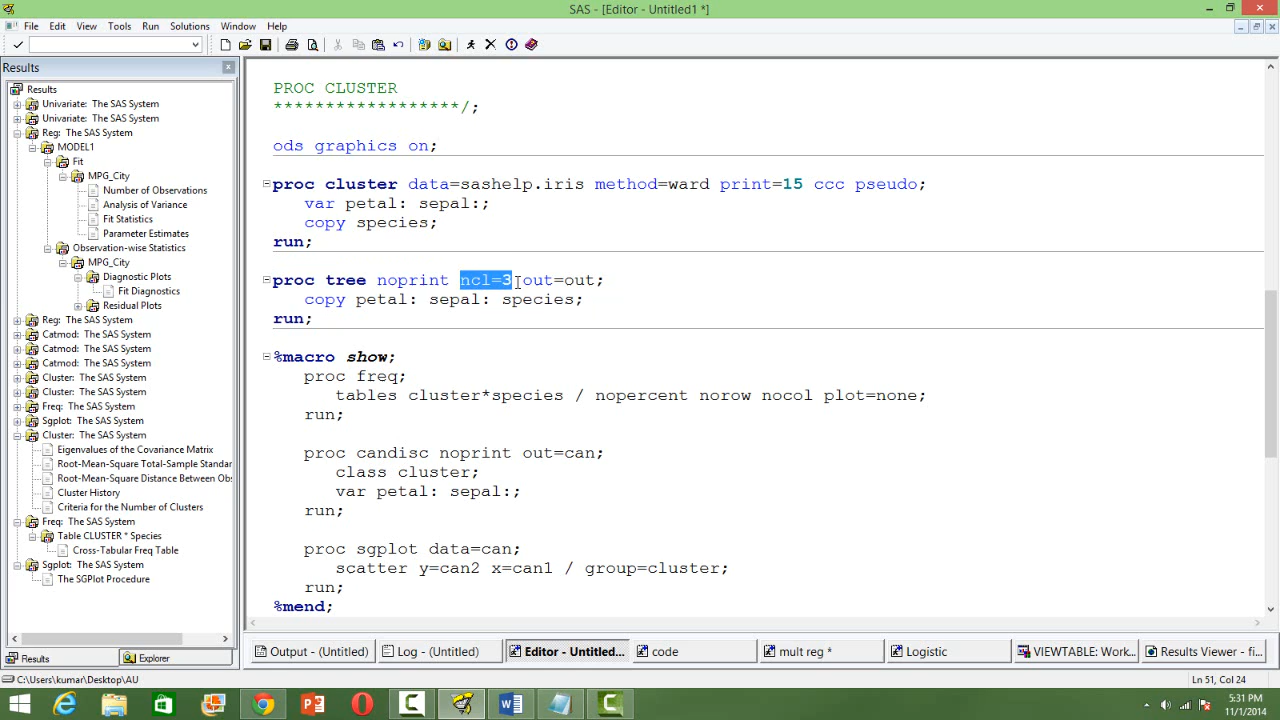 SAS - [Editor - Untitled1 *]
File Edit View Tools Run Solutions Window Help
Results
Results
Univariate: The SAS System
Univariate: The SAS System
Reg: The SAS System
MODEL1
Fit
MPG_City
Number of Observations
Analysis of Variance
Fit Statistics
Parameter Estimates
Observation-wise Statistics
MPG_City
Diagnostic Plots
Fit Diagnostics
Residual Plots
Reg: The SAS System
Catmod: The SAS System
Catmod: The SAS System
Catmod: The SAS System
Cluster: The SAS System
Cluster: The SAS System
Freq: The SAS System
Sgplot: The SAS System
Cluster: The SAS System
Eigenvalues of the Covariance Matrix
Root-Mean-Square Total-Sample Standar
Root-Mean-Square Distance Between Obs
Cluster History
Criteria for the Number of Clusters
Freq: The SAS System
Table CLUSTER * Species
Cross-Tabular Freq Table
Sgplot: The SAS System
The SGPlot Procedure
Results Explorer
PROC CLUSTER
******************/;
ods graphics on;
proc cluster data=sashelp.iris method=ward print=15 ccc pseudo;
var petal: sepal:;
copy species;
run;
proc tree noprint ncl=3 out=out;
copy petal: sepal: species;
run;
%macro show;
proc freq;
tables cluster*species / nopercent norow nocol plot=none;
run;
proc candisc noprint out=can;
class cluster;
var petal: sepal:;
run;
proc sgplot data=can;
scatter y=can2 x=can1 / group=cluster;
run;
%mend;
Output - (Untitled) Log - (Untitled) Editor - Untitled... code mult reg * Logistic VIEWTABLE: Work... Results Viewer - fi...
C:\Users\kumar\Desktop\AU Ln 51, Col 24
5:31 PM
11/1/2014